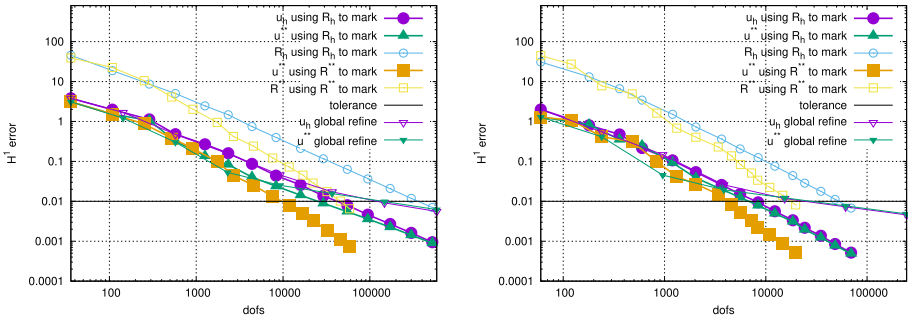 u_h using R_h to mark
u^** using R_h to mark
R_h using R_h to mark
u^** using R^** to mark
R^** using R^** to mark
tolerance
u_h global refine
u^** global refine
100
10
1
0.1
0.01
0.001
0.0001
H^1 error
100
1000
10000
100000
dofs
u_h using R_h to mark
u^** using R_h to mark
R_h using R_h to mark
u^** using R^** to mark
R^** using R^** to mark
tolerance
u_h global refine
u^** global refine
100
10
1
0.1
0.01
0.001
0.0001
H^1 error
100
1000
10000
100000
dofs